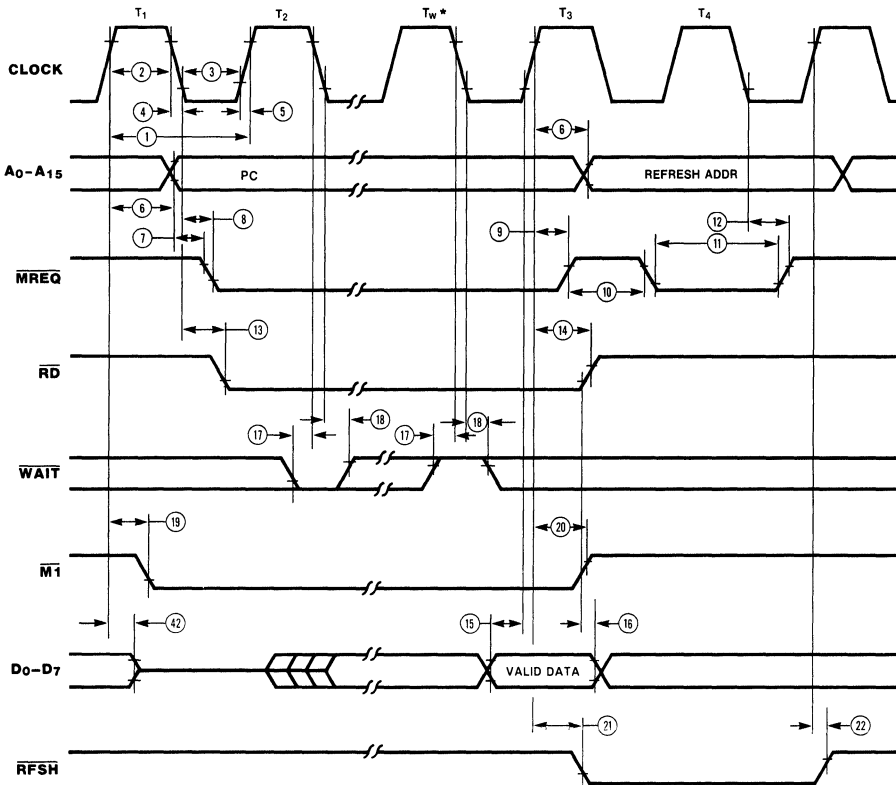 T1 T2 Tw* T3 T4
CLOCK
2 3
4 5
1 6
A0–A15 PC REFRESH ADDR
6 8 12
7 9 11
MREQ
10
13 14
RD
17 18 17 18
WAIT
19 20
M1
42 15 16
D0–D7 VALID DATA
21 22
RFSH